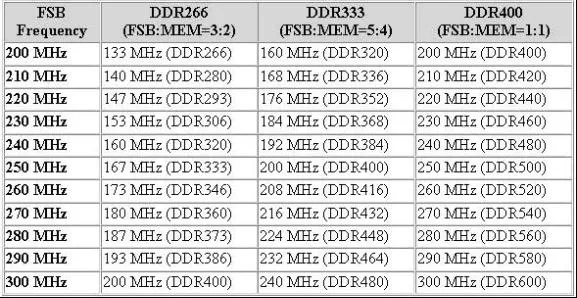 FSB DDR266 DDR333 DDR400
Frequency (FSB:MEM=3:2) (FSB:MEM=5:4) (FSB:MEM=1:1)
200 MHz 133 MHz (DDR266) 160 MHz (DDR320) 200 MHz (DDR400)
210 MHz 140 MHz (DDR280) 168 MHz (DDR336) 210 MHz (DDR420)
220 MHz 147 MHz (DDR293) 176 MHz (DDR352) 220 MHz (DDR440)
230 MHz 153 MHz (DDR306) 184 MHz (DDR368) 230 MHz (DDR460)
240 MHz 160 MHz (DDR320) 192 MHz (DDR384) 240 MHz (DDR480)
250 MHz 167 MHz (DDR333) 200 MHz (DDR400) 250 MHz (DDR500)
260 MHz 173 MHz (DDR346) 208 MHz (DDR416) 260 MHz (DDR520)
270 MHz 180 MHz (DDR360) 216 MHz (DDR432) 270 MHz (DDR540)
280 MHz 187 MHz (DDR373) 224 MHz (DDR448) 280 MHz (DDR560)
290 MHz 193 MHz (DDR386) 232 MHz (DDR464) 290 MHz (DDR580)
300 MHz 200 MHz (DDR400) 240 MHz (DDR480) 300 MHz (DDR600)